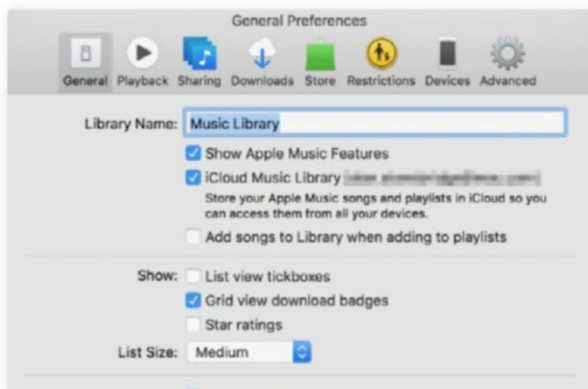 General Preferences
General Playback Sharing Downloads Store Restrictions Devices Advanced
Library Name: Music Library
Show Apple Music Features
iCloud Music Library
Store your Apple Music songs and playlists in iCloud so you
can access them from all your devices.
Add songs to Library when adding to playlists
Show: List view tickboxes
Grid view download badges
Star ratings
List Size: Medium